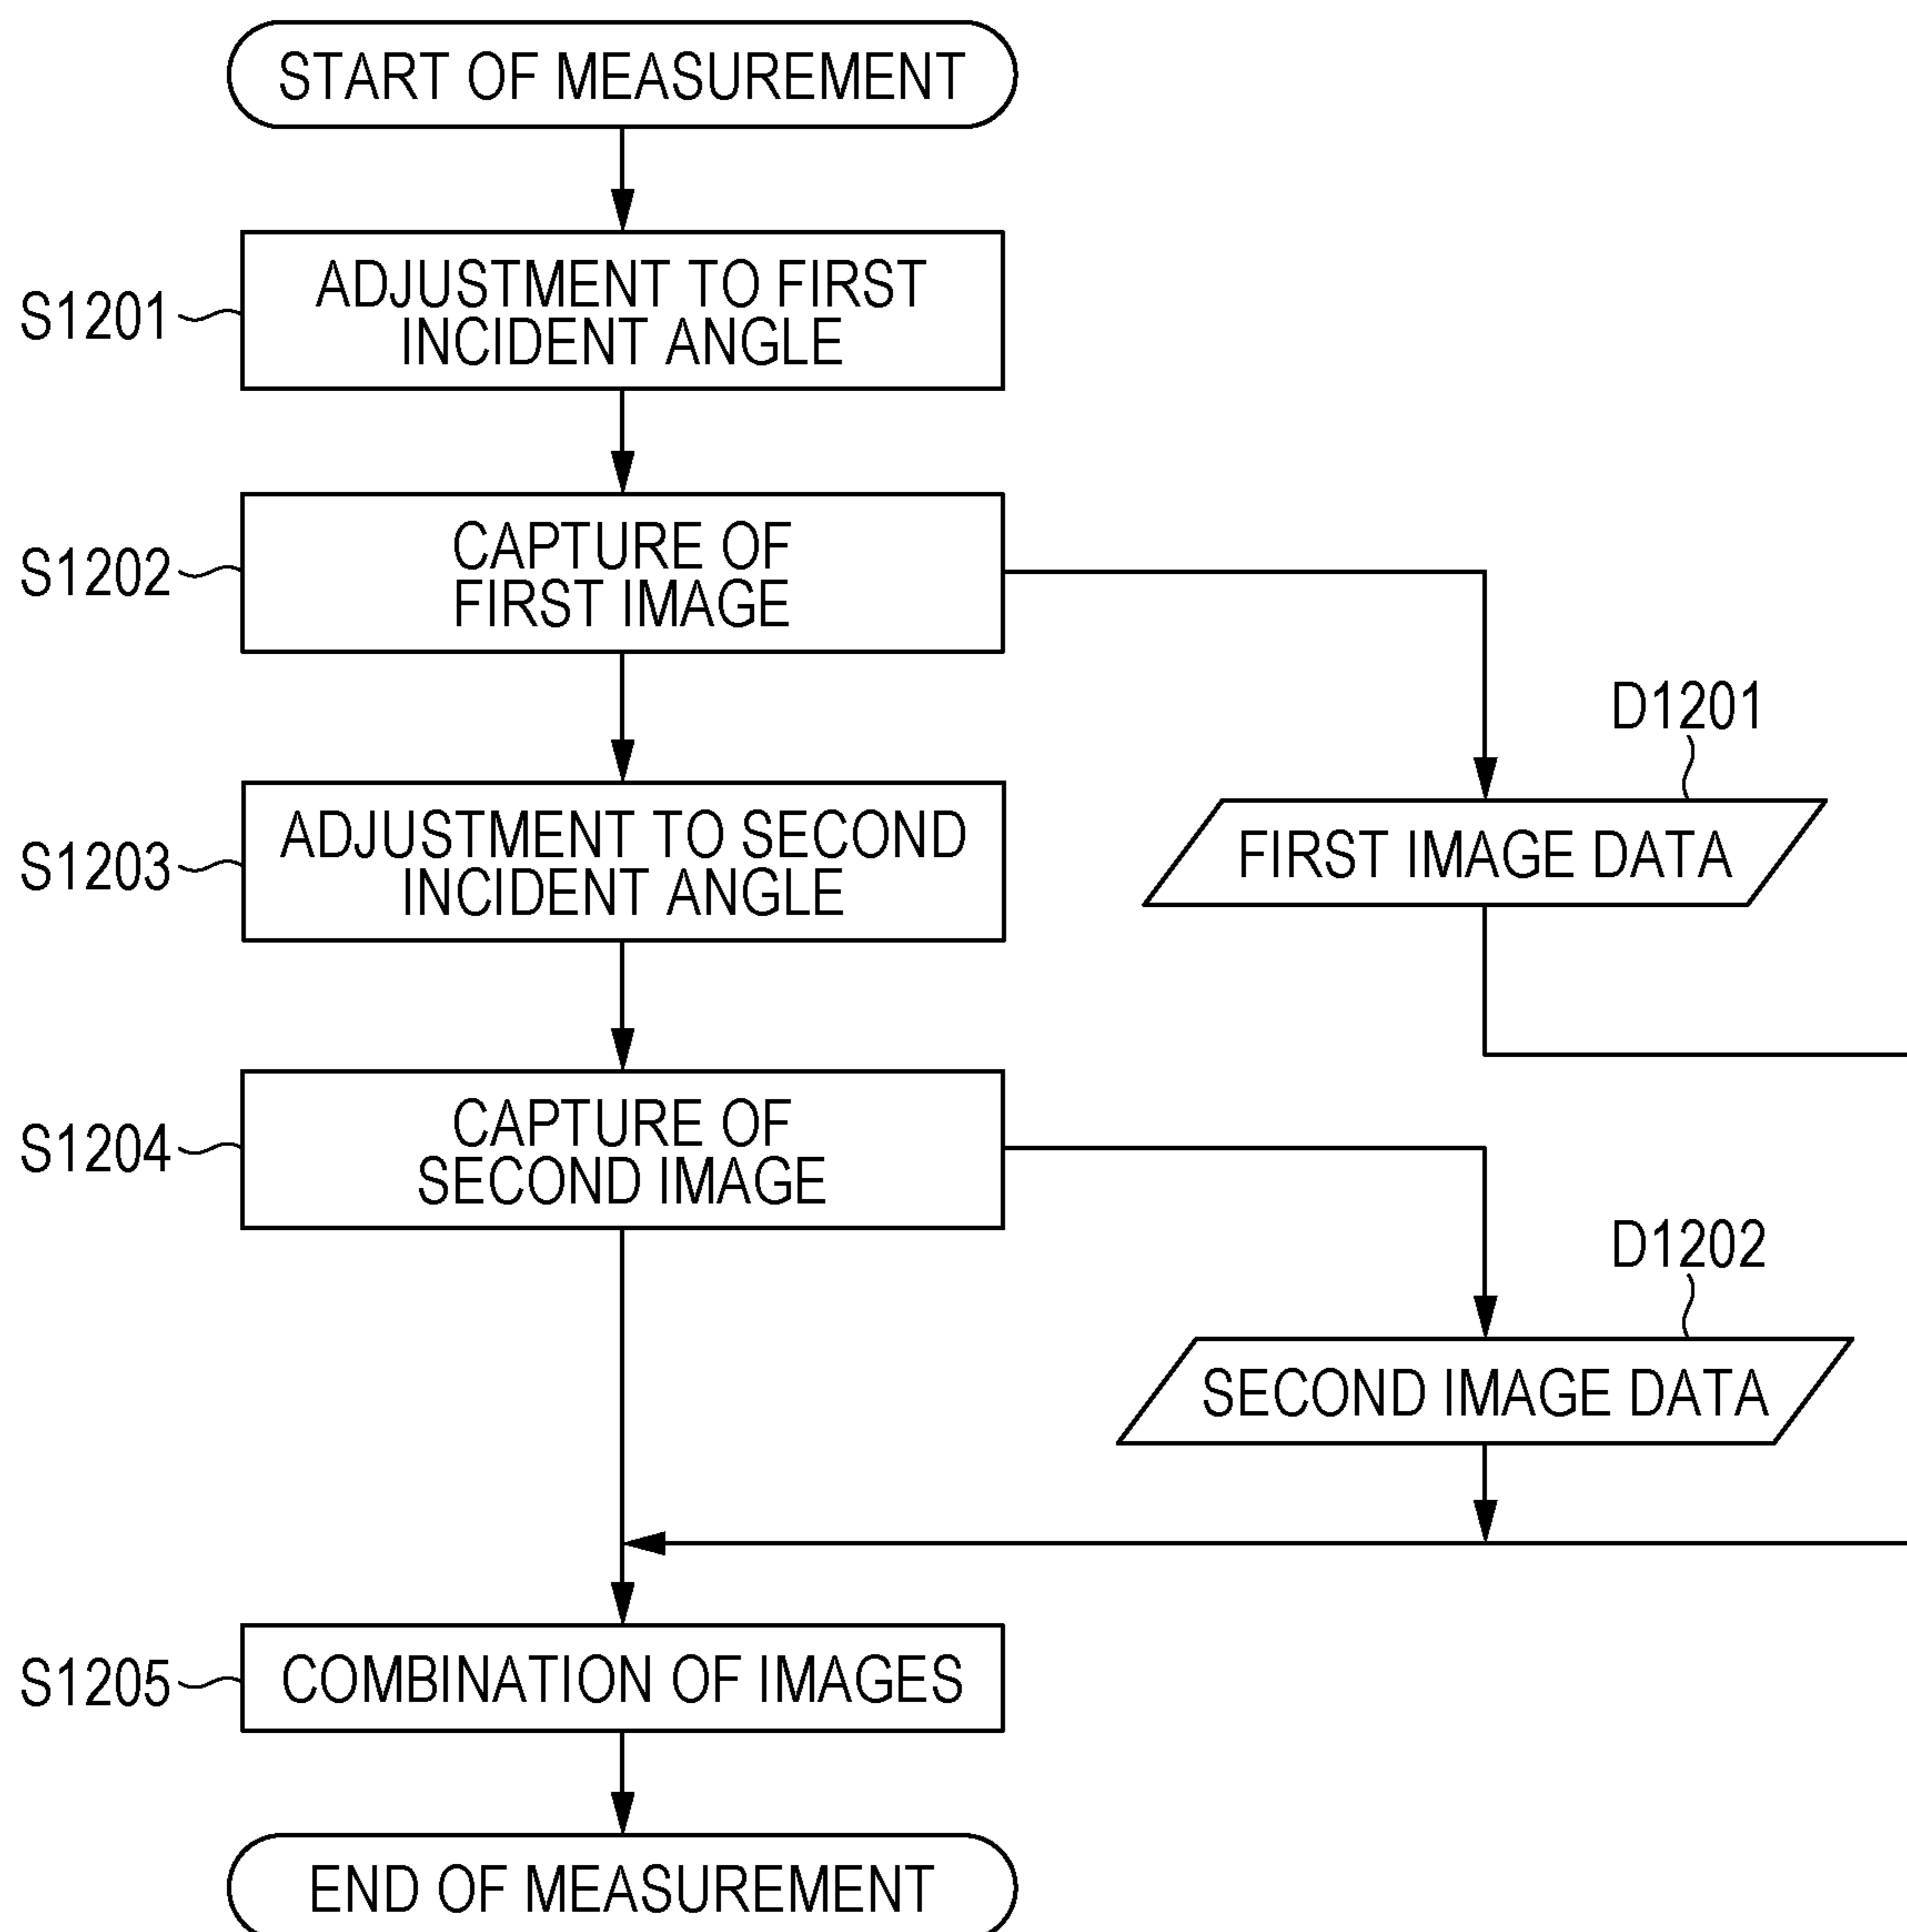 START OF MEASUREMENT
S1201
ADJUSTMENT TO FIRST
INCIDENT ANGLE
S1202
CAPTURE OF
FIRST IMAGE
D1201
S1203
ADJUSTMENT TO SECOND
INCIDENT ANGLE
FIRST IMAGE DATA
S1204
CAPTURE OF
SECOND IMAGE
D1202
SECOND IMAGE DATA
S1205
COMBINATION OF IMAGES
END OF MEASUREMENT